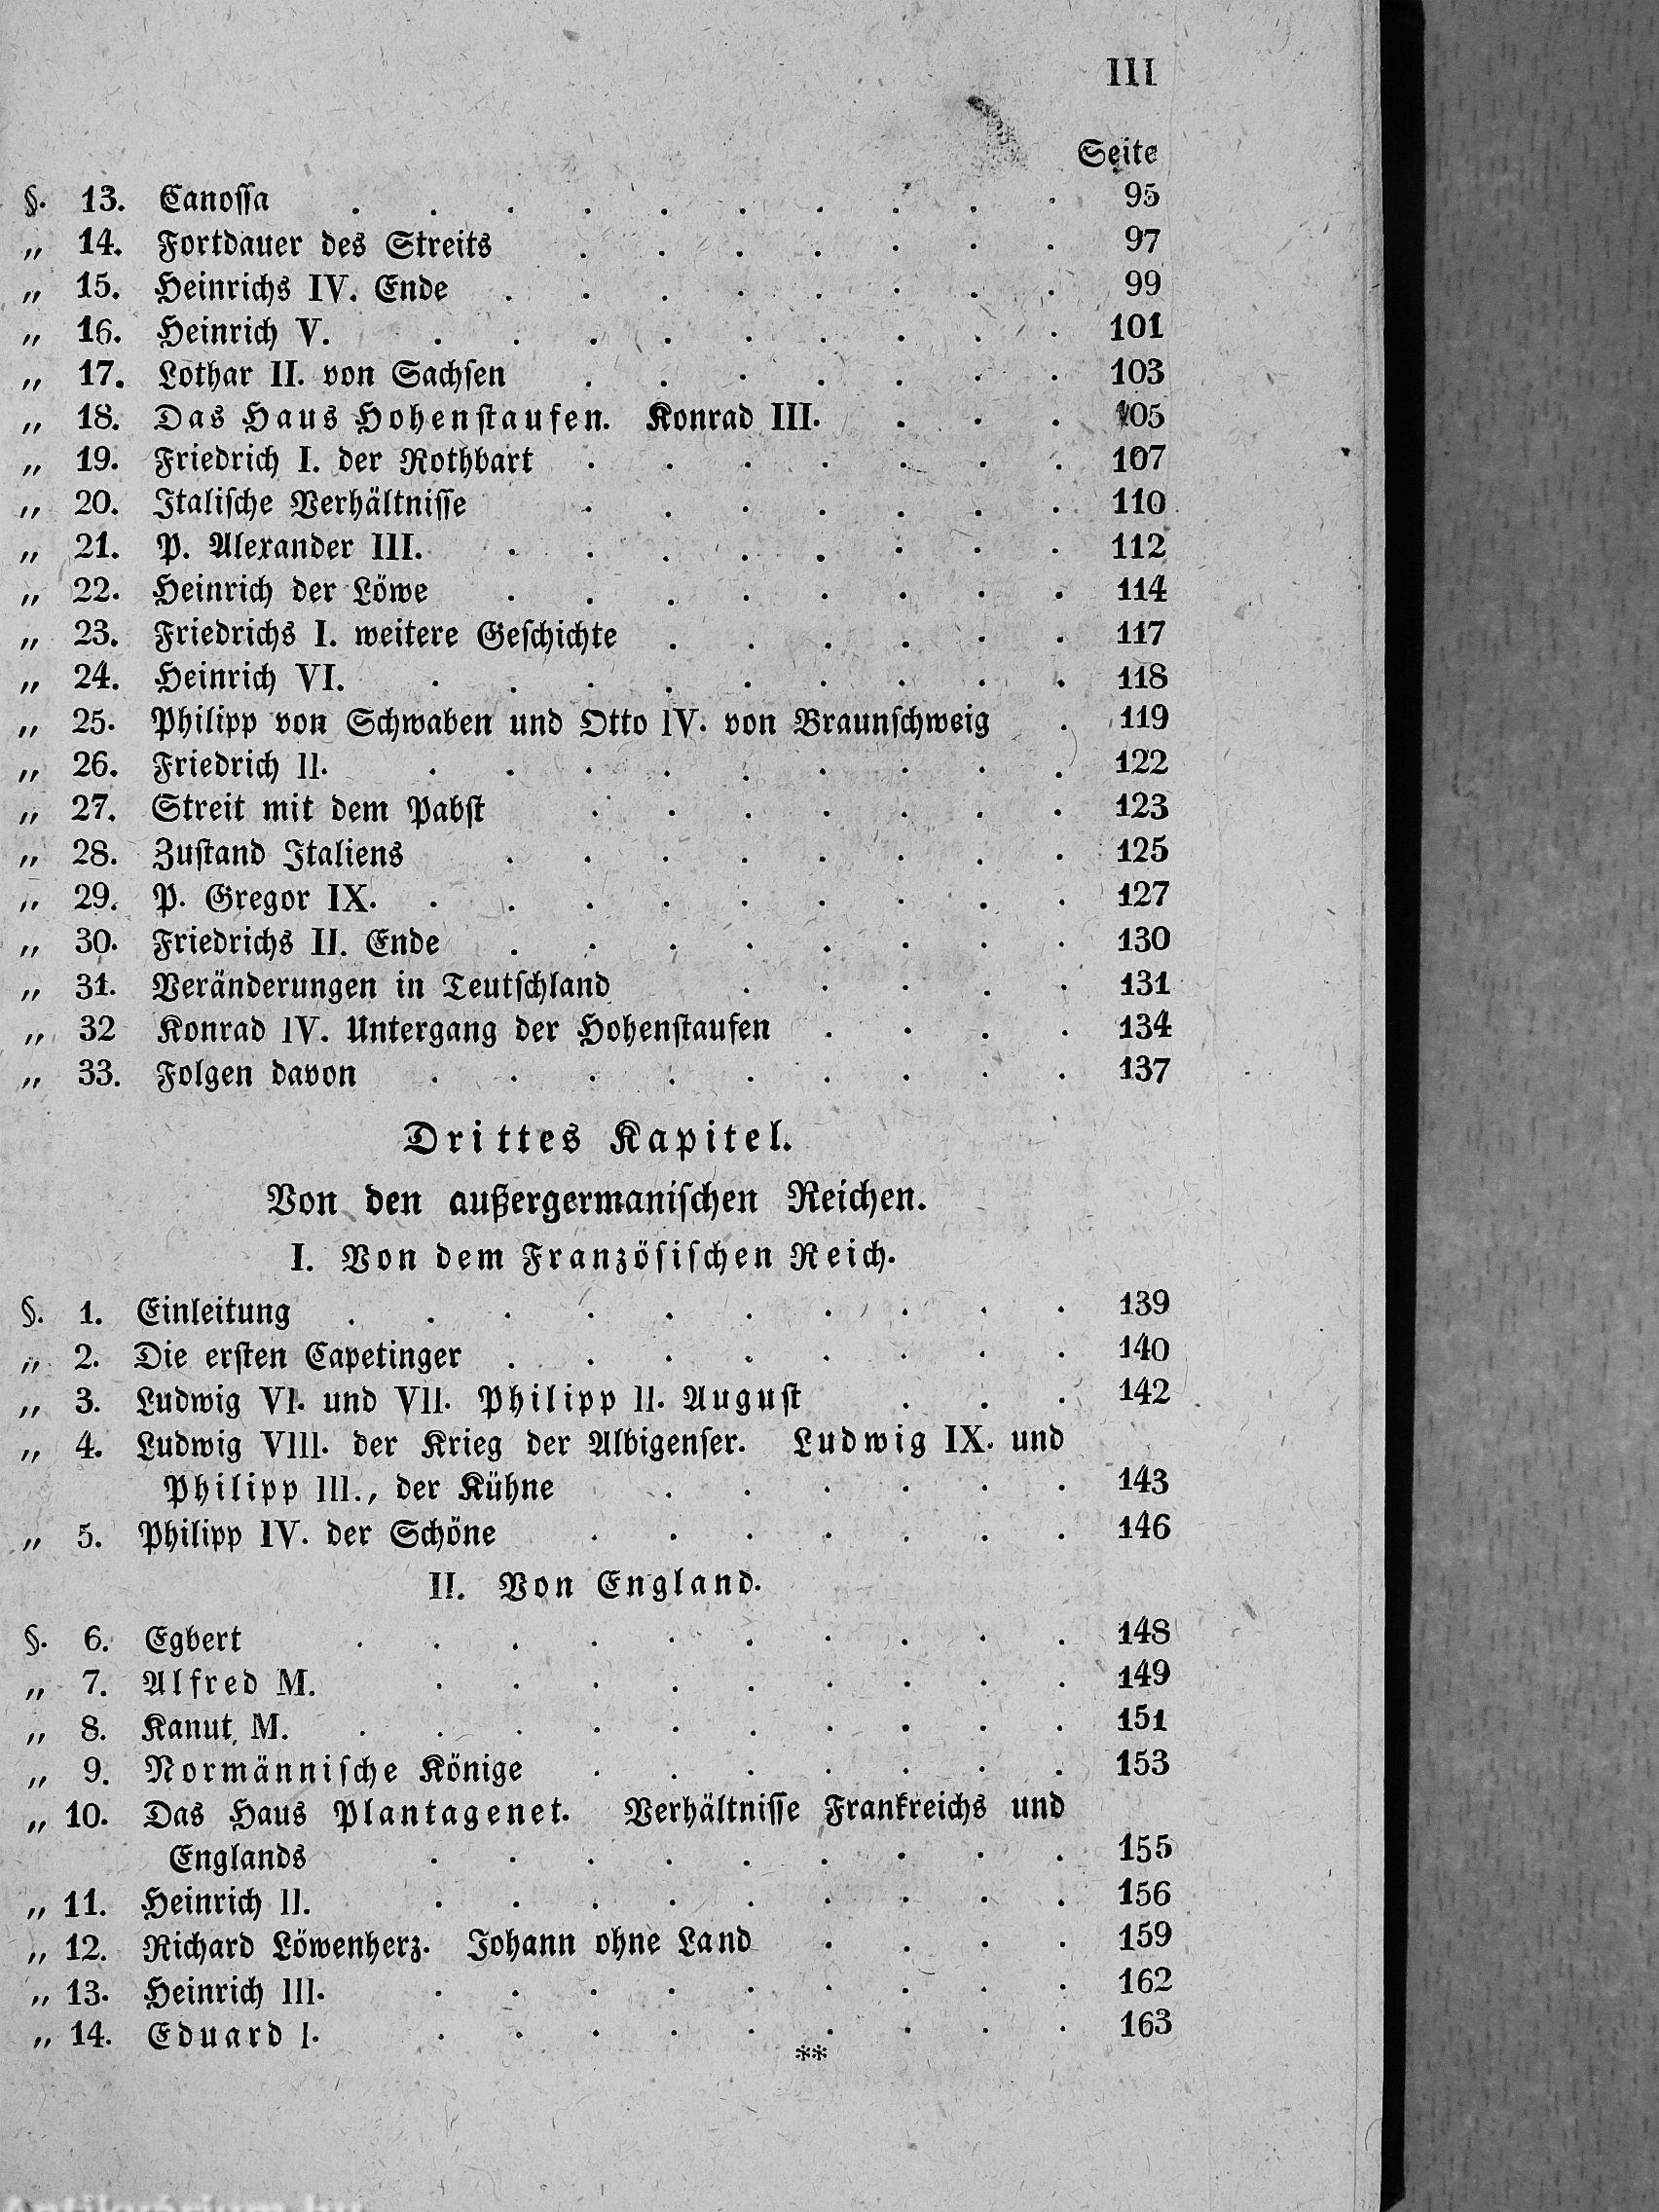 III
Seite
§. 13. Canossa . . . . . . . . . . 95
„ 14. Fortdauer des Streits . . . . . . . 97
„ 15. Heinrichs IV. Ende . . . . . . . . 99
„ 16. Heinrich V. . . . . . . . . . 101
„ 17. Lothar II. von Sachsen . . . . . . . 103
„ 18. Das Haus Hohenstaufen. Konrad III. . . . 105
„ 19. Friedrich I. der Rothbart . . . . . . . 107
„ 20. Italische Verhältnisse . . . . . . . 110
„ 21. P. Alexander III. . . . . . . . . 112
„ 22. Heinrich der Löwe . . . . . . . . 114
„ 23. Friedrichs I. weitere Geschichte . . . . . . 117
„ 24. Heinrich VI. . . . . . . . . . 118
„ 25. Philipp von Schwaben und Otto IV. von Braunschweig . 119
„ 26. Friedrich II. . . . . . . . . . 122
„ 27. Streit mit dem Pabst . . . . . . . 123
„ 28. Zustand Italiens . . . . . . . . 125
„ 29. P. Gregor IX. . . . . . . . . . 127
„ 30. Friedrichs II. Ende . . . . . . . . 130
„ 31. Veränderungen in Teutschland . . . . . 131
„ 32 Konrad IV. Untergang der Hohenstaufen . . . . 134
„ 33. Folgen davon . . . . . . . . . 137
Drittes Kapitel.
Von den außergermanischen Reichen.
I. Von dem Französischen Reich.
§. 1. Einleitung . . . . . . . . . . 139
„ 2. Die ersten Capetinger . . . . . . . . 140
„ 3. Ludwig VI. und VII. Philipp II. August . . . 142
„ 4. Ludwig VIII. der Krieg der Albigenser. Ludwig IX. und
Philipp III., der Kühne . . . . . . 143
„ 5. Philipp IV. der Schöne . . . . . . . 146
II. Von England.
§. 6. Egbert . . . . . . . . . . 148
„ 7. Alfred M. . . . . . . . . . 149
„ 8. Kanut, M. . . . . . . . . . . 151
„ 9. Normännische Könige . . . . . . . 153
„ 10. Das Haus Plantagenet. Verhältnisse Frankreichs und
Englands . . . . . . . . . 155
„ 11. Heinrich II. . . . . . . . . . 156
„ 12. Richard Löwenherz. Johann ohne Land . . . . 159
„ 13. Heinrich III. . . . . . . . . . 162
„ 14. Eduard I. . . . . . . . . . 163
**
Antikvárium.hu